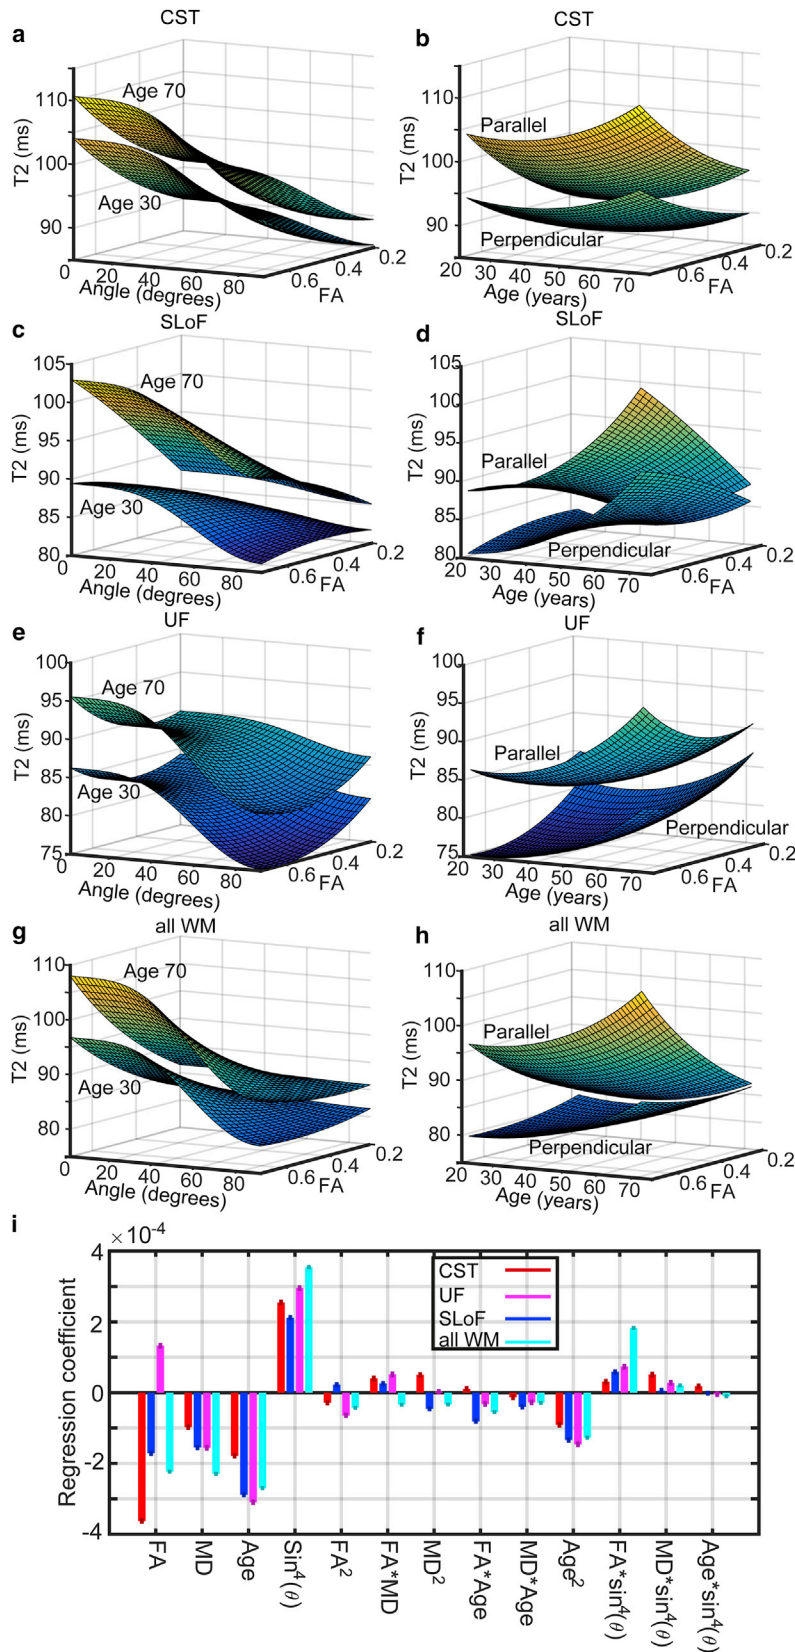 a
CST
T2 (ms)
110
100
90
Age 70
Age 30
0 20 40 60 80
Angle (degrees)
0.6 0.4 0.2
FA
b
CST
T2 (ms)
110
100
90
Parallel
Perpendicular
20 30 40 50 60 70
Age (years)
0.6 0.4 0.2
FA
c
SLoF
T2 (ms)
105
100
95
90
85
80
Age 70
Age 30
0 20 40 60 80
Angle (degrees)
0.6 0.4 0.2
FA
d
SLoF
T2 (ms)
105
100
95
90
85
80
Parallel
Perpendicular
20 30 40 50 60 70
Age (years)
0.6 0.4 0.2
FA
e
UF
T2 (ms)
100
95
90
85
80
75
Age 70
Age 30
0 20 40 60 80
Angle (degrees)
0.6 0.4 0.2
FA
f
UF
T2 (ms)
100
95
90
85
80
75
Parallel
Perpendicular
20 30 40 50 60 70
Age (years)
0.6 0.4 0.2
FA
g
all WM
T2 (ms)
110
100
90
80
Age 70
Age 30
0 20 40 60 80
Angle (degrees)
0.6 0.4 0.2
FA
h
all WM
T2 (ms)
110
100
90
80
Parallel
Perpendicular
20 30 40 50 60 70
Age (years)
0.6 0.4 0.2
FA
i
×10⁻⁴
Regression coefficient
4
2
0
-2
-4
CST
UF
SLoF
all WM
FA
MD
Age
Sin⁴(θ)
FA²
FA*MD
MD²
FA*Age
MD*Age
Age²
FA*sin⁴(θ)
MD*sin⁴(θ)
Age*sin⁴(θ)